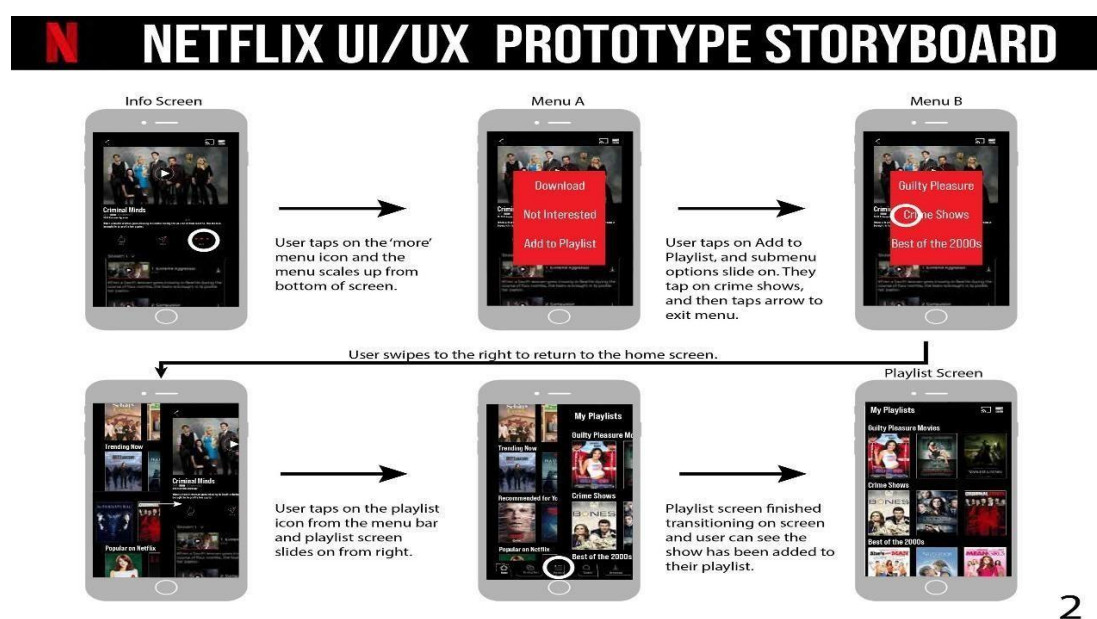 N NETFLIX UI/UX PROTOTYPE STORYBOARD
Info Screen
Criminal Minds
User taps on the 'more'
menu icon and the
menu scales up from
bottom of screen.
Menu A
Download
Not Interested
Add to Playlist
User taps on Add to
Playlist, and submenu
options slide on. They
tap on crime shows,
and then taps arrow to
exit menu.
Menu B
Guilty Pleasure
Crime Shows
Best of the 2000s
User swipes to the right to return to the home screen.
Trending Now
Criminal Minds
Popular on Netflix
User taps on the playlist
icon from the menu bar
and playlist screen
slides on from right.
My Playlists
Guilty Pleasure Mo
Trending Now
Crime Shows
BONES
Recommended for Yo
Popular on Netflix
Best of the 2000s
Playlist screen finished
transitioning on screen
and user can see the
show has been added to
their playlist.
Playlist Screen
My Playlists
Guilty Pleasure Movies
Crime Shows
BONES
Best of the 2000s
2